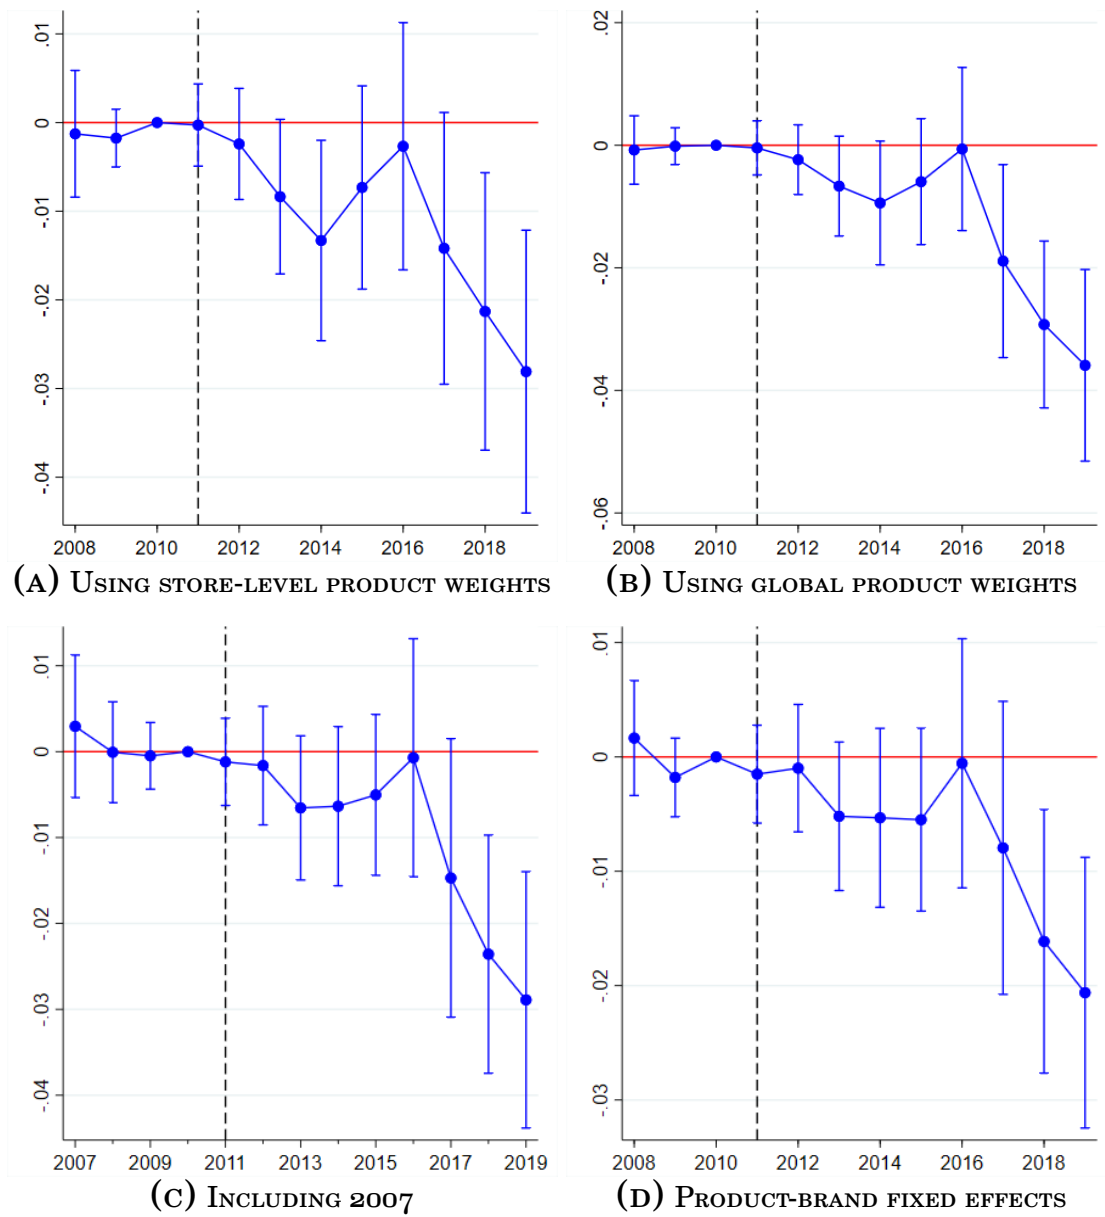 .01
0
-.01
-.02
-.03
-.04
2008 2010 2012 2014 2016 2018
(A) USING STORE-LEVEL PRODUCT WEIGHTS
.02
0
-.02
-.04
-.06
2008 2010 2012 2014 2016 2018
(B) USING GLOBAL PRODUCT WEIGHTS
.01
0
-.01
-.02
-.03
-.04
2007 2009 2011 2013 2015 2017 2019
(C) INCLUDING 2007
.01
0
-.01
-.02
-.03
2008 2010 2012 2014 2016 2018
(D) PRODUCT-BRAND FIXED EFFECTS